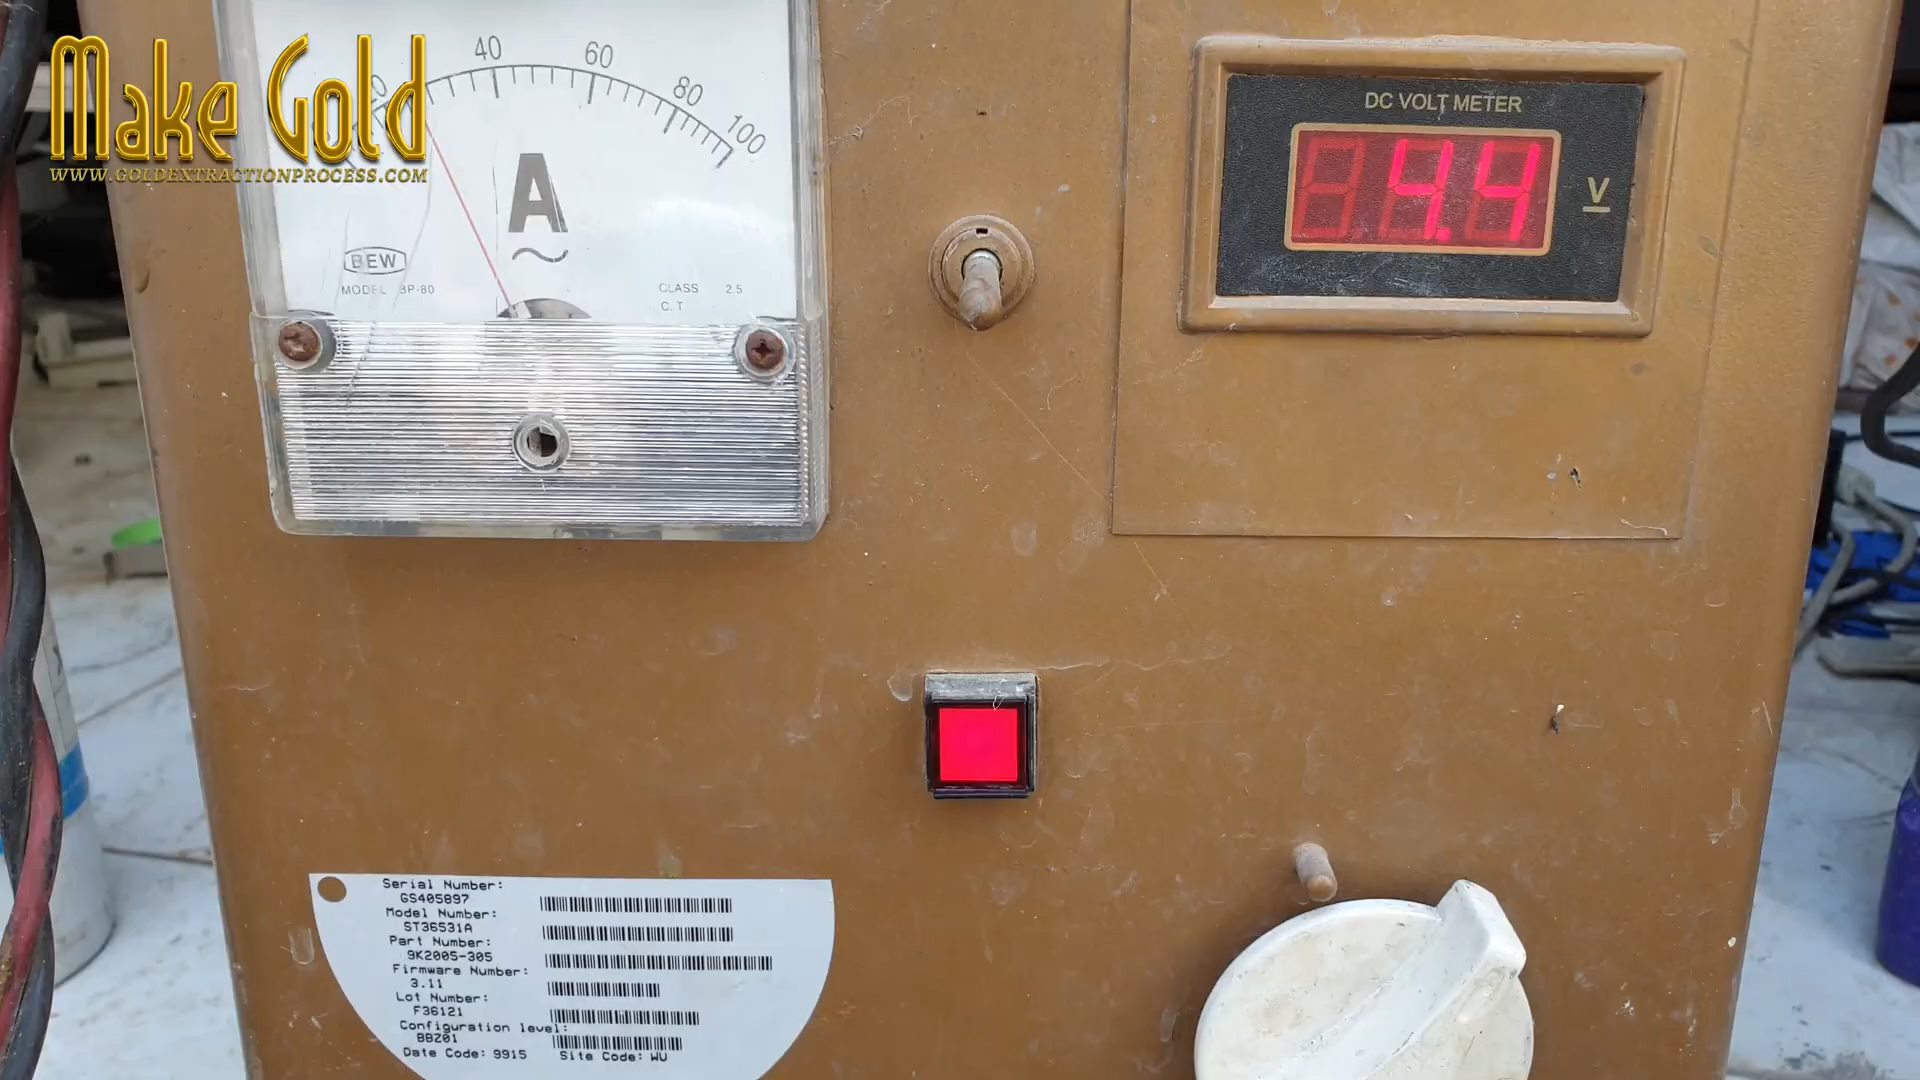 Make Gold
WWW.GOLDEXTRACTIONPROCESS.COM
40
60
80
100
A
BEW
MODEL BP-80
CLASS 2.5
C.T
DC VOLT METER
4.4
V
Serial Number:
GS405897
Model Number:
ST36531A
Part Number:
9K2005-305
Firmware Number:
3.11
Lot Number:
F36121
Configuration level:
BBZ01
Date Code: 9915 Site Code: WU